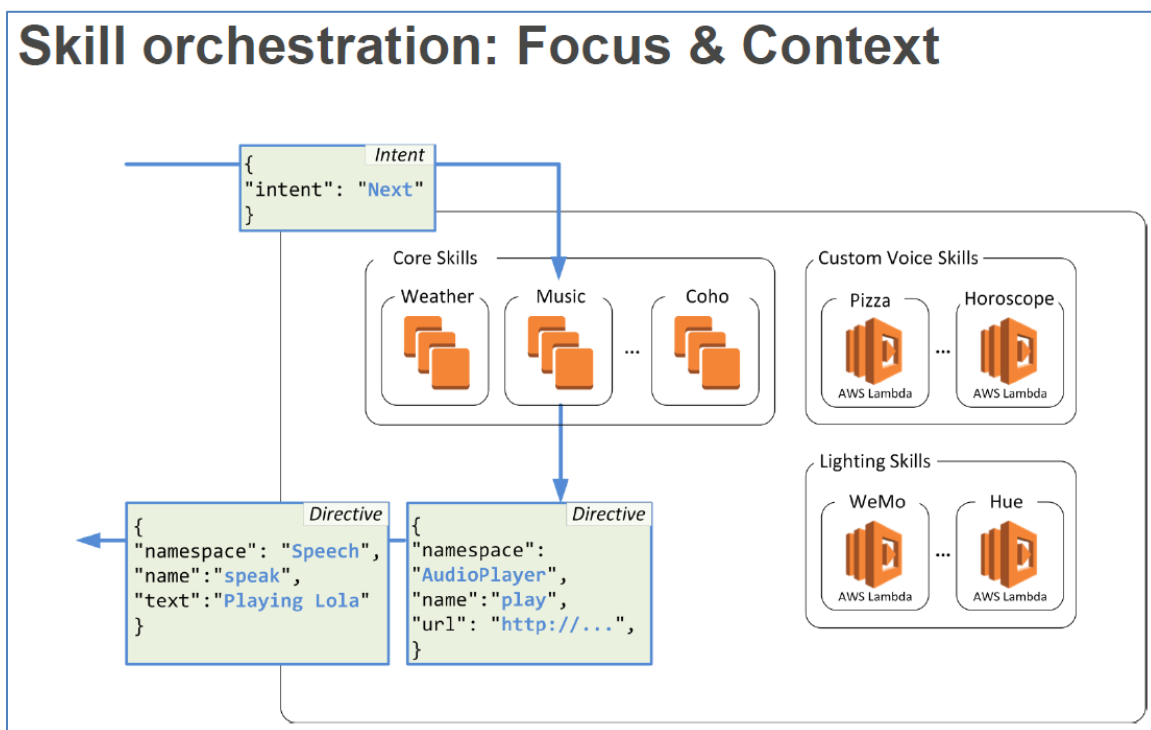 Skill orchestration: Focus & Context
Intent
{
"intent": "Next"
}
Core Skills
Weather
Music
...
Coho
Custom Voice Skills
Pizza
AWS Lambda
...
Horoscope
AWS Lambda
Lighting Skills
WeMo
AWS Lambda
...
Hue
AWS Lambda
Directive
{
"namespace": "Speech",
"name":"speak",
"text":"Playing Lola"
}
Directive
{
"namespace":
"AudioPlayer",
"name":"play",
"url": "http://...",
}